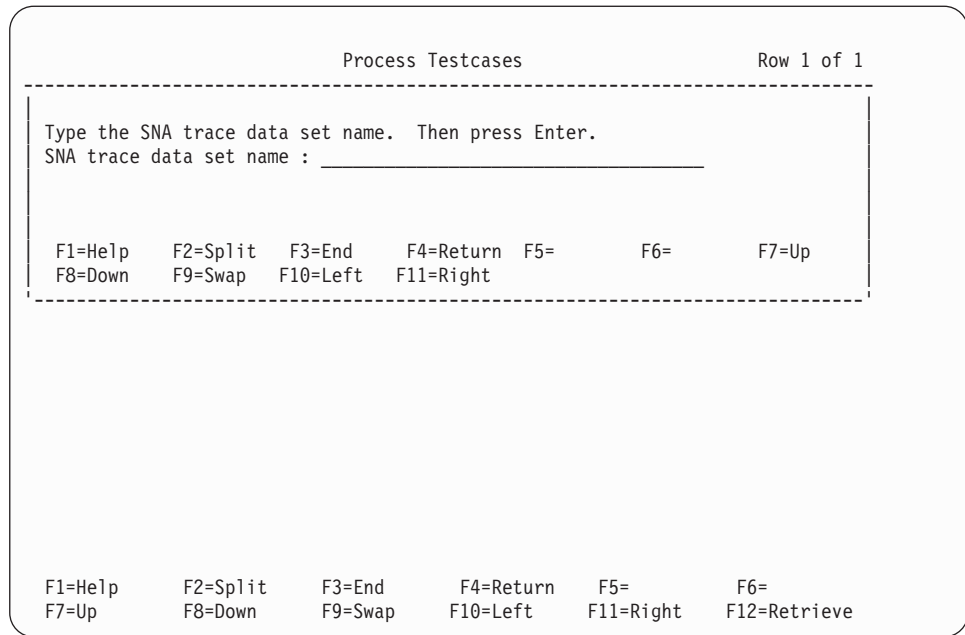 Process Testcases Row 1 of 1
Type the SNA trace data set name. Then press Enter.
SNA trace data set name : ____________________________________
F1=Help F2=Split F3=End F4=Return F5= F6= F7=Up
F8=Down F9=Swap F10=Left F11=Right
F1=Help F2=Split F3=End F4=Return F5= F6=
F7=Up F8=Down F9=Swap F10=Left F11=Right F12=Retrieve